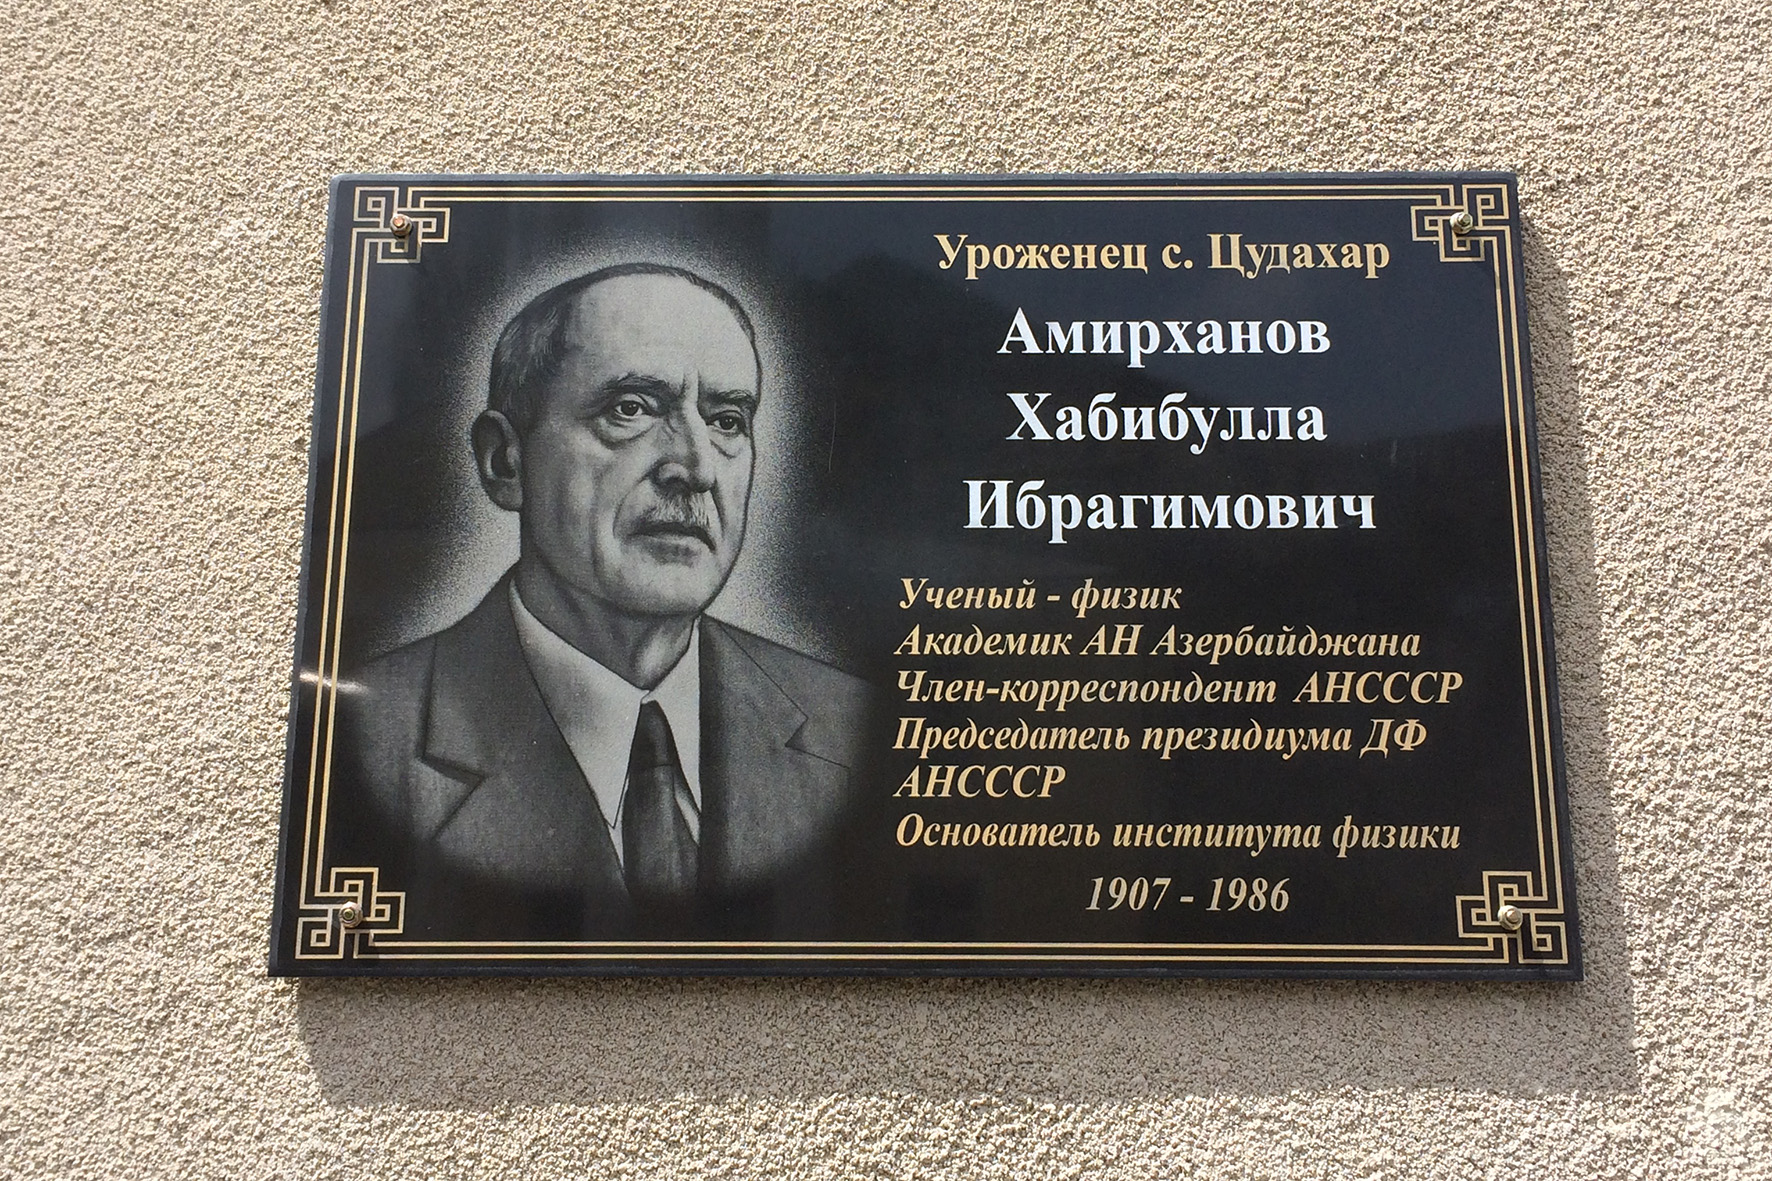 Уроженец с. Цудахар
Амирханов
Хабибулла
Ибрагимович
Ученый - физик
Академик АН Азербайджана
Член-корреспондент АНСССР
Председатель президиума ДФ
АНСССР
Основатель института физики
1907 - 1986